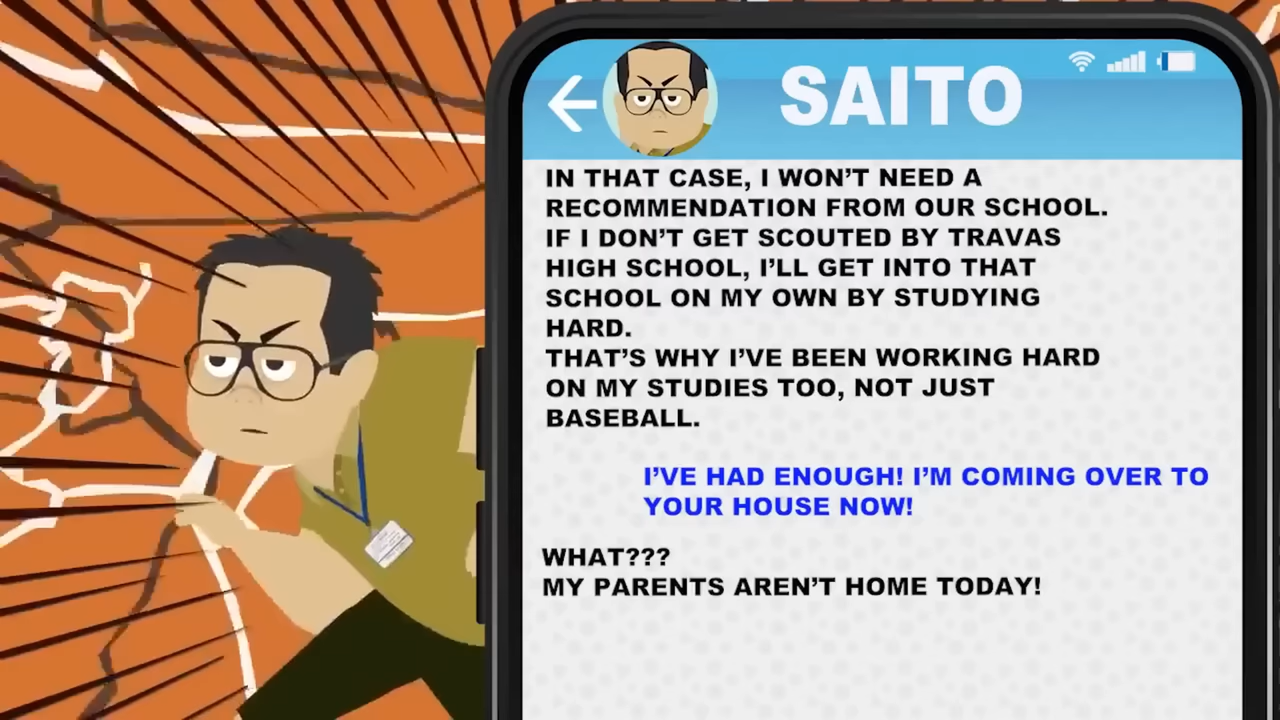 SAITO
IN THAT CASE, I WON'T NEED A
RECOMMENDATION FROM OUR SCHOOL.
IF I DON'T GET SCOUTED BY TRAVAS
HIGH SCHOOL, I'LL GET INTO THAT
SCHOOL ON MY OWN BY STUDYING
HARD.
THAT'S WHY I'VE BEEN WORKING HARD
ON MY STUDIES TOO, NOT JUST
BASEBALL.
I'VE HAD ENOUGH! I'M COMING OVER TO
YOUR HOUSE NOW!
WHAT???
MY PARENTS AREN'T HOME TODAY!